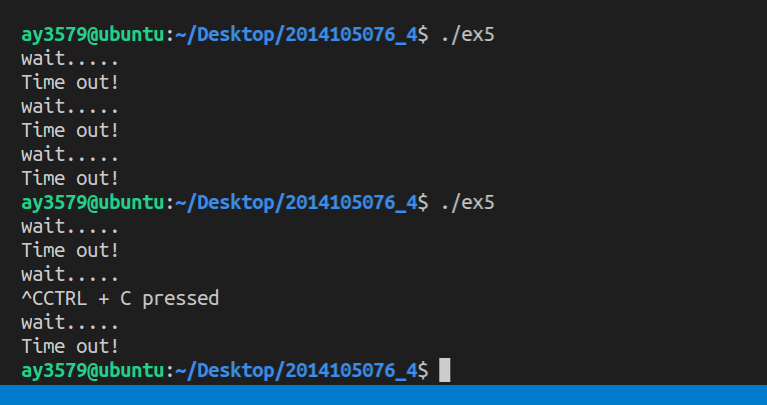 ay3579@ubuntu:~/Desktop/2014105076_4$ ./ex5
wait.....
Time out!
wait.....
Time out!
wait.....
Time out!
ay3579@ubuntu:~/Desktop/2014105076_4$ ./ex5
wait.....
Time out!
wait.....
^CCTRL + C pressed
wait.....
Time out!
ay3579@ubuntu:~/Desktop/2014105076_4$